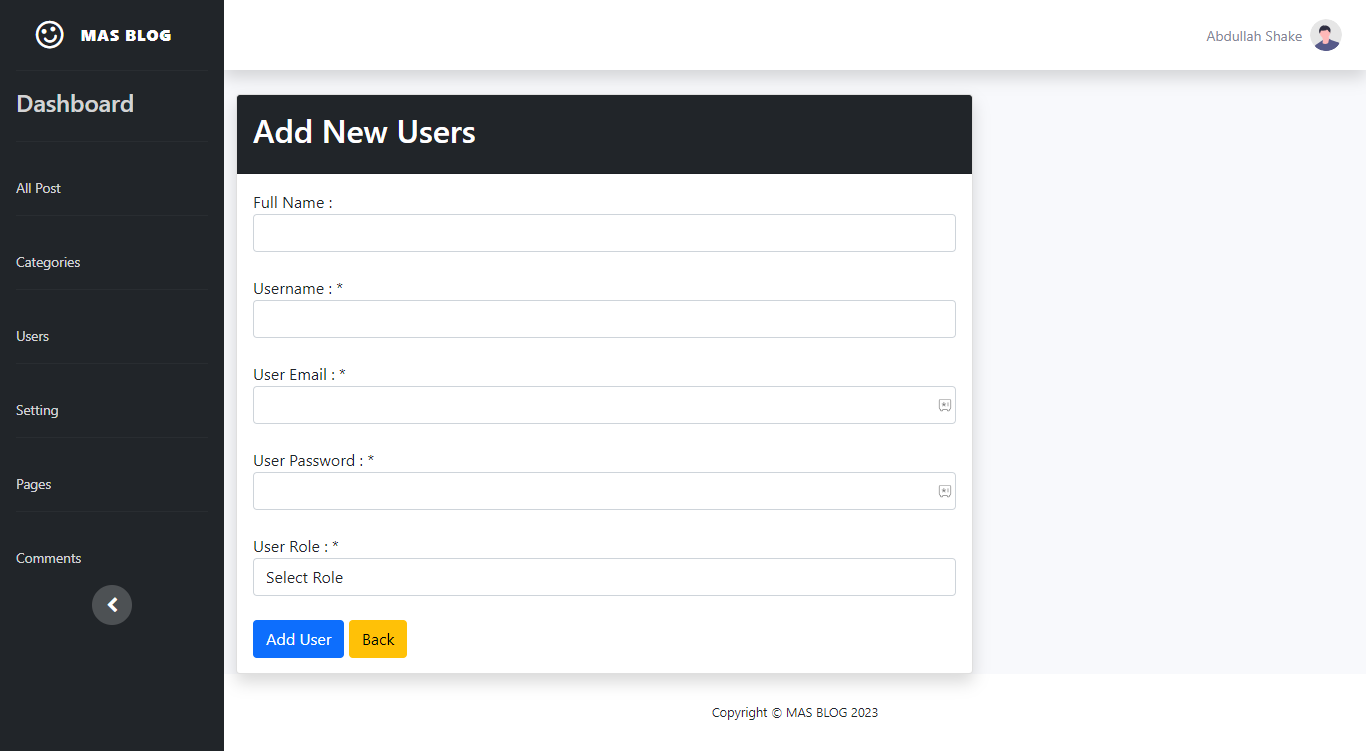 MAS BLOG
Abdullah Shake
Dashboard
All Post
Categories
Users
Setting
Pages
Comments
Add New Users
Full Name :
Username : *
User Email : *
User Password : *
User Role : *
Select Role
Add User
Back
Copyright © MAS BLOG 2023